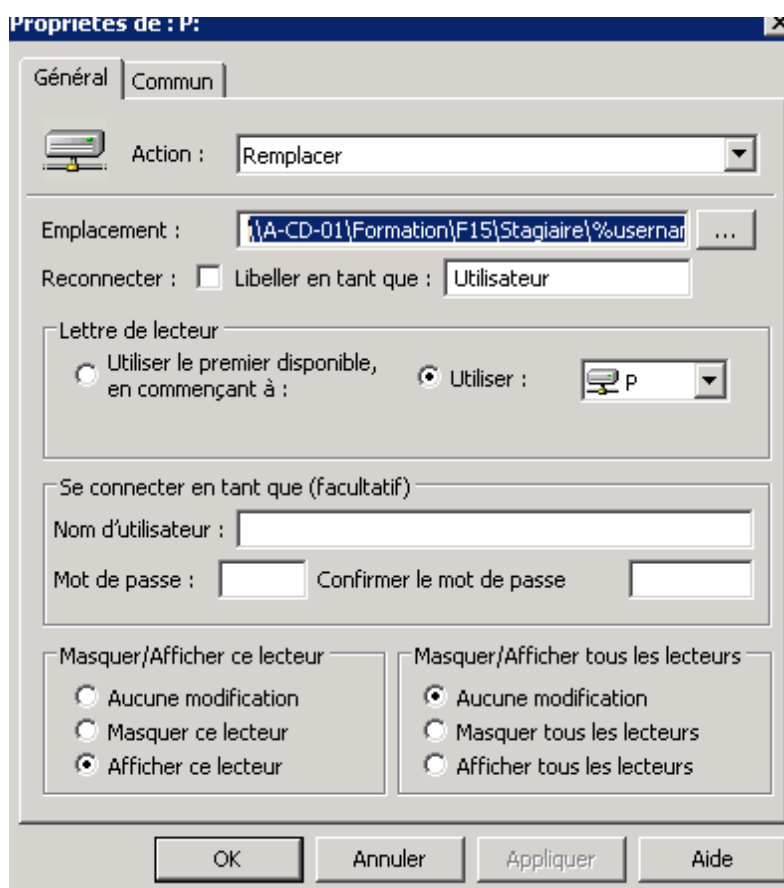 Propriétés de : P:
Général Commun
Action : Remplacer
Emplacement : \\A-CD-01\Formation\F15\Stagiaire\%usernar ...
Reconnecter : Libeller en tant que : Utilisateur
Lettre de lecteur
Utiliser le premier disponible,
en commençant à :
Utiliser : P
Se connecter en tant que (facultatif)
Nom d'utilisateur :
Mot de passe : Confirmer le mot de passe
Masquer/Afficher ce lecteur
Aucune modification
Masquer ce lecteur
Afficher ce lecteur
Masquer/Afficher tous les lecteurs
Aucune modification
Masquer tous les lecteurs
Afficher tous les lecteurs
OK Annuler Appliquer Aide